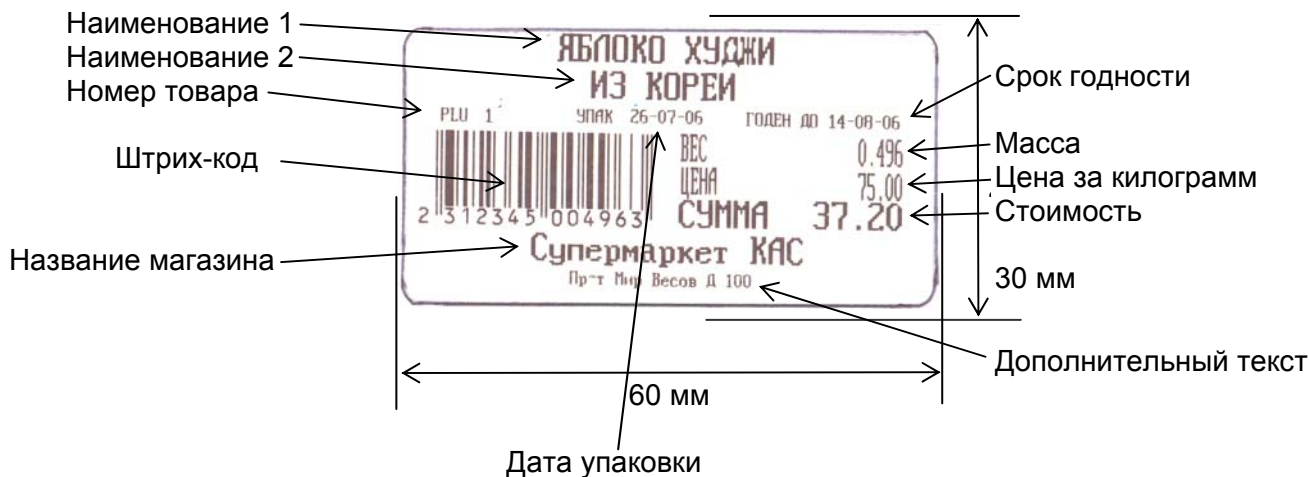 Наименование 1
Наименование 2
Номер товара
Штрих-код
Название магазина
ЯБЛОКО ХУДЖИ
ИЗ КОРЕИ
PLU 1 УПАК 26-07-06 ГОДЕН ДО 14-08-06
ВЕС 0.496
ЦЕНА 75.00
СУММА 37.20
2 312345 004963
Супермаркет КАС
Пр-т Мир Весов Д 100
Срок годности
Масса
Цена за килограмм
Стоимость
30 мм
Дополнительный текст
60 мм
Дата упаковки